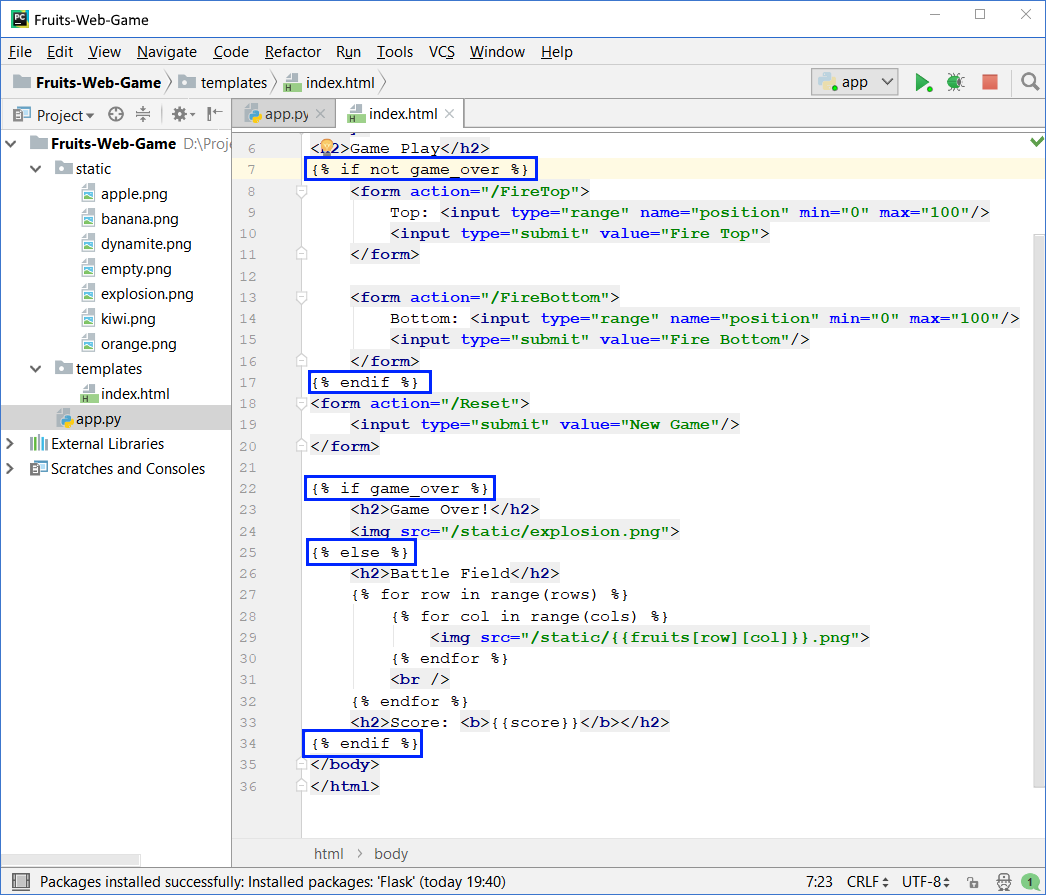 PC Fruits-Web-Game
File Edit View Navigate Code Refactor Run Tools VCS Window Help
Fruits-Web-Game templates index.html app
Project app.py index.html
Fruits-Web-Game D:\Proj
static
apple.png
banana.png
dynamite.png
empty.png
explosion.png
kiwi.png
orange.png
templates
index.html
app.py
External Libraries
Scratches and Consoles
6 <h2>Game Play</h2>
7 {% if not game_over %}
8 <form action="/FireTop">
9 Top: <input type="range" name="position" min="0" max="100"/>
10 <input type="submit" value="Fire Top">
11 </form>
12
13 <form action="/FireBottom">
14 Bottom: <input type="range" name="position" min="0" max="100"/>
15 <input type="submit" value="Fire Bottom"/>
16 </form>
17 {% endif %}
18 <form action="/Reset">
19 <input type="submit" value="New Game"/>
20 </form>
21
22 {% if game_over %}
23 <h2>Game Over!</h2>
24 <img src="/static/explosion.png">
25 {% else %}
26 <h2>Battle Field</h2>
27 {% for row in range(rows) %}
28 {% for col in range(cols) %}
29 <img src="/static/{{fruits[row][col]}}.png">
30 {% endfor %}
31 <br />
32 {% endfor %}
33 <h2>Score: <b>{{score}}</b></h2>
34 {% endif %}
35 </body>
36 </html>
html body
Packages installed successfully: Installed packages: 'Flask' (today 19:40) 7:23 CRLF UTF-8 1